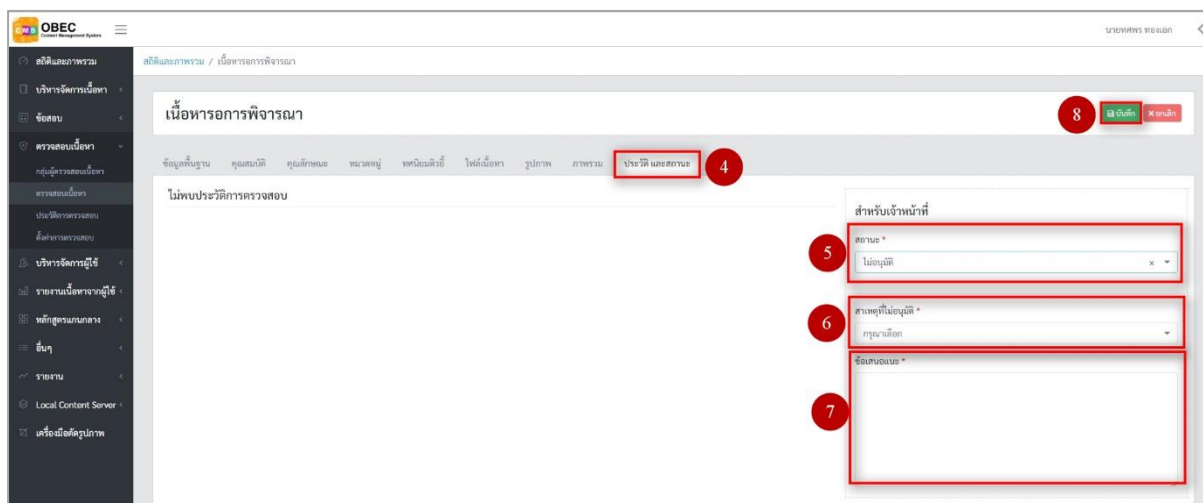 CMS OBEC
Content Management System
นายทศพร ทองเอก
สถิติและภาพรวม
บริหารจัดการเนื้อหา
ข้อสอบ
ตรวจสอบเนื้อหา
กลุ่มผู้ตรวจสอบเนื้อหา
ตรวจสอบเนื้อหา
ประวัติการตรวจสอบ
ตั้งค่าการตรวจสอบ
บริหารจัดการผู้ใช้
รายงานเนื้อหาจากผู้ใช้
หลักสูตรแกนกลาง
อื่นๆ
รายงาน
Local Content Server
เครื่องมือตัดรูปภาพ
สถิติและภาพรวม / เนื้อหารอการพิจารณา
เนื้อหารอการพิจารณา
8 บันทึก ยกเลิก
ข้อมูลพื้นฐาน คุณสมบัติ คุณลักษณะ หมวดหมู่ ทศนิยมดิวอี้ ไฟล์เนื้อหา รูปภาพ ภาพรวม ประวัติ และสถานะ 4
ไม่พบประวัติการตรวจสอบ
สำหรับเจ้าหน้าที่
สถานะ *
5 ไม่อนุมัติ × 
สาเหตุที่ไม่อนุมัติ *
6 กรุณาเลือก
ข้อเสนอแนะ *
7